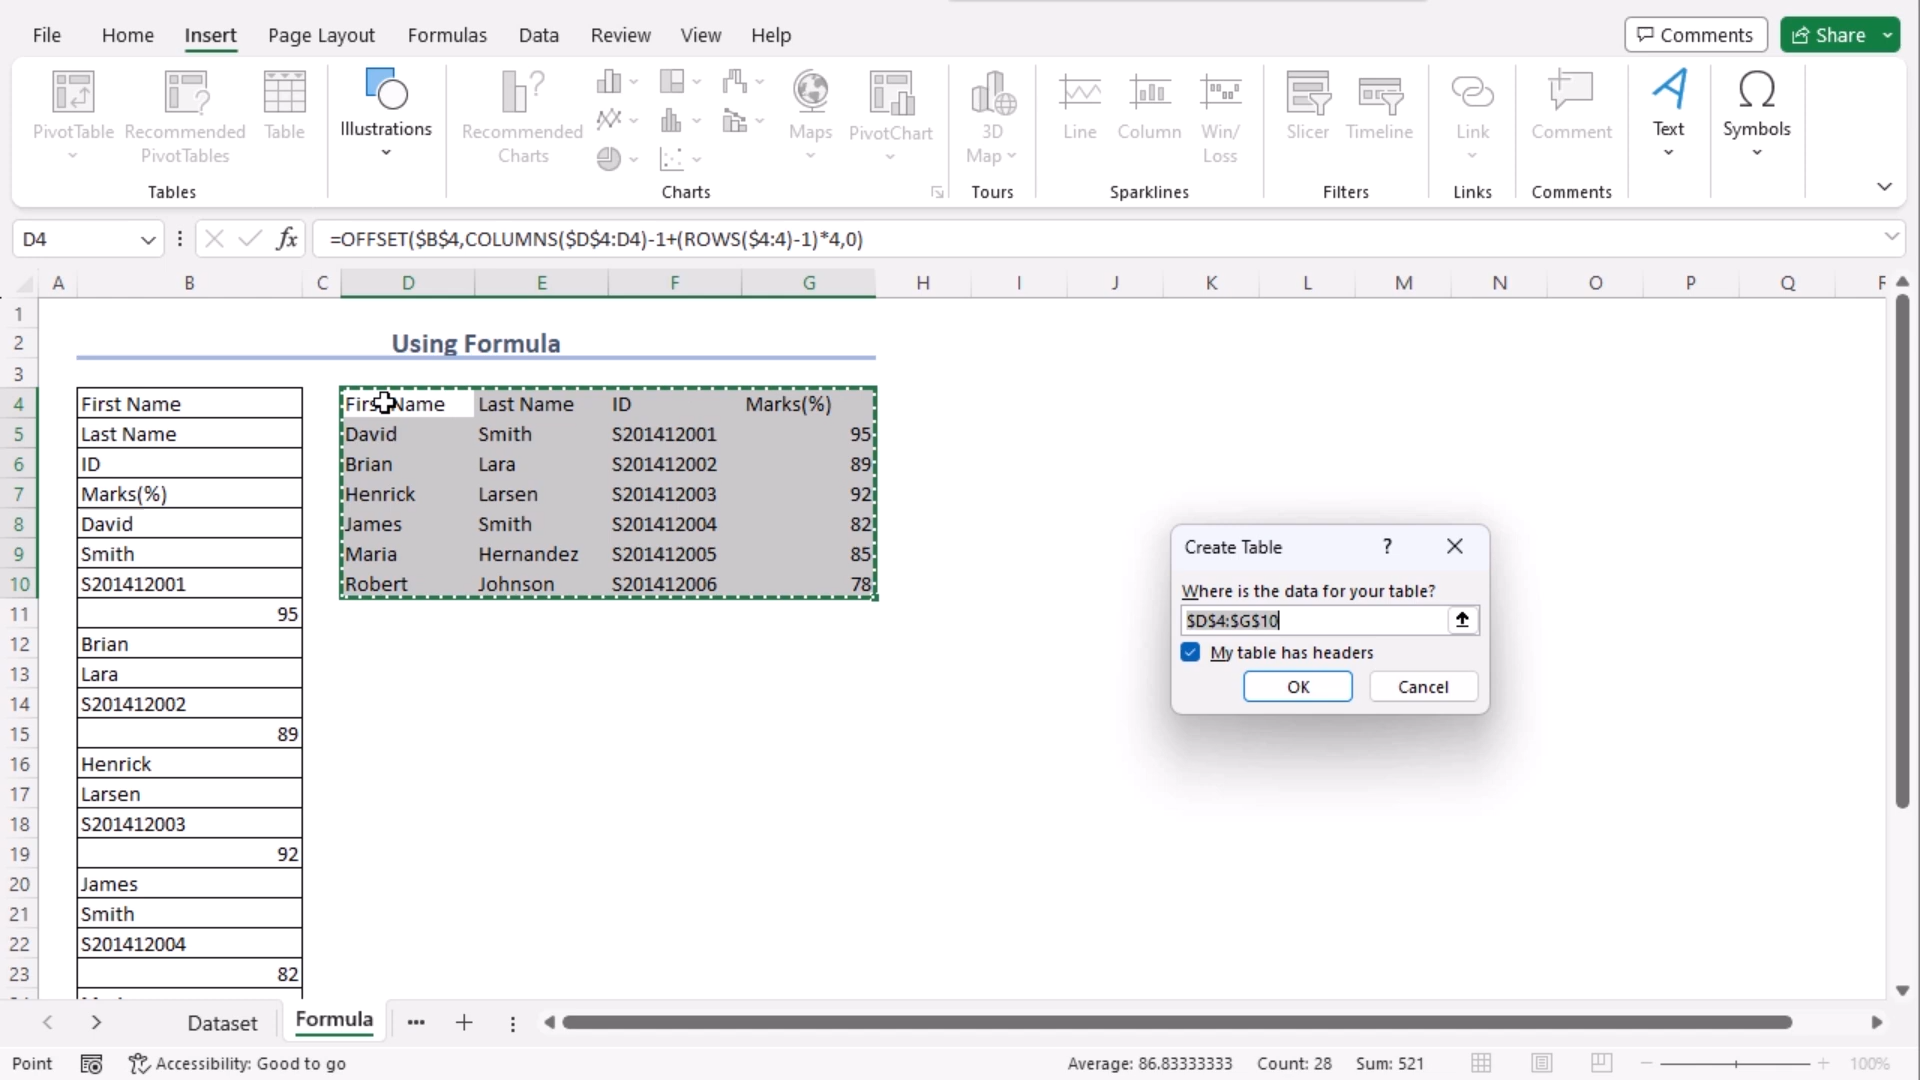 File Home Insert Page Layout Formulas Data Review View Help Comments Share
PivotTable Recommended PivotTables Table Illustrations Recommended Charts Maps PivotChart 3D Map Line Column Win/ Loss Slicer Timeline Link Comment Text Symbols
Tables Charts Tours Sparklines Filters Links Comments
D4 fx =OFFSET($B$4,COLUMNS($D$4:D4)-1+(ROWS($4:4)-1)*4,0)
A B C D E F G H I J K L M N O P Q
1
2 Using Formula
3
4 First Name First Name Last Name ID Marks(%)
5 Last Name David Smith S201412001 95
6 ID Brian Lara S201412002 89
7 Marks(%) Henrick Larsen S201412003 92
8 David James Smith S201412004 82
9 Smith Maria Hernandez S201412005 85
10 S201412001 Robert Johnson S201412006 78
11 95
12 Brian
13 Lara
14 S201412002
15 89
16 Henrick
17 Larsen
18 S201412003
19 92
20 James
21 Smith
22 S201412004
23 82
Create Table ?
Where is the data for your table?
$D$4:$G$10
My table has headers
OK Cancel
Dataset Formula
Point Accessibility: Good to go Average: 86.83333333 Count: 28 Sum: 521 100%